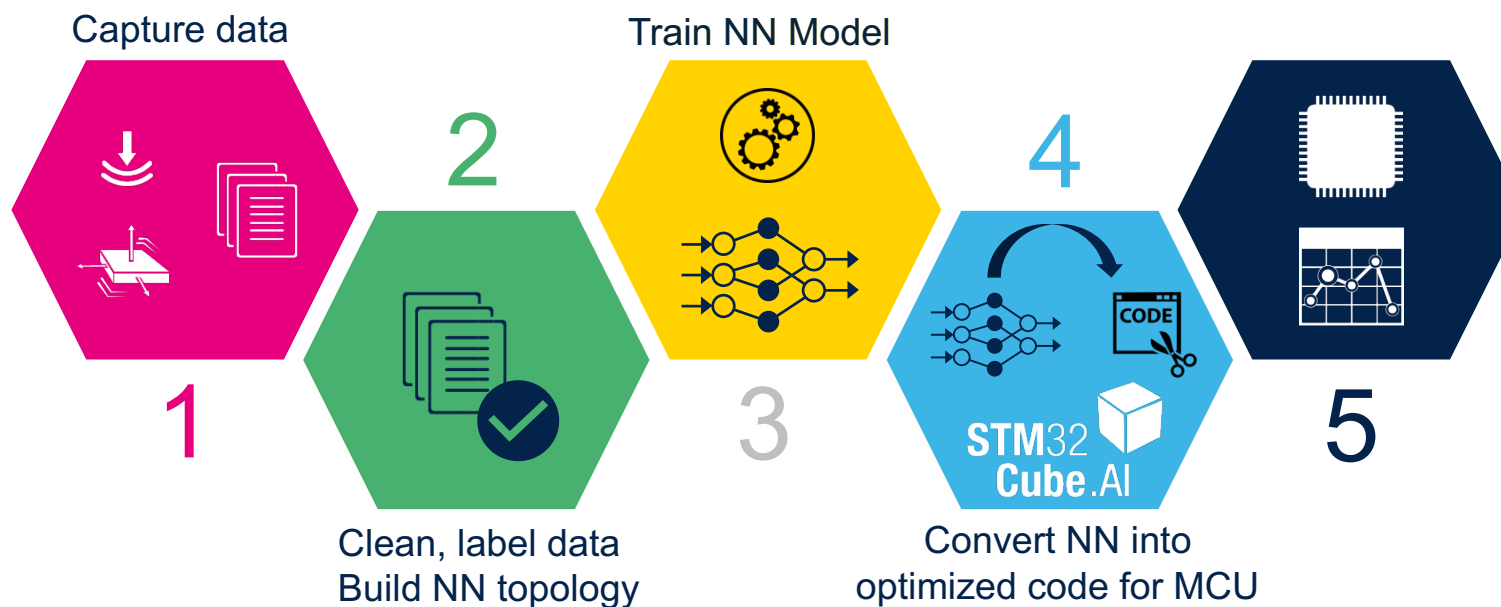 Capture data
1
2
Clean, label data
Build NN topology
Train NN Model
3
4
CODE
STM32
Cube.AI
Convert NN into
optimized code for MCU
5